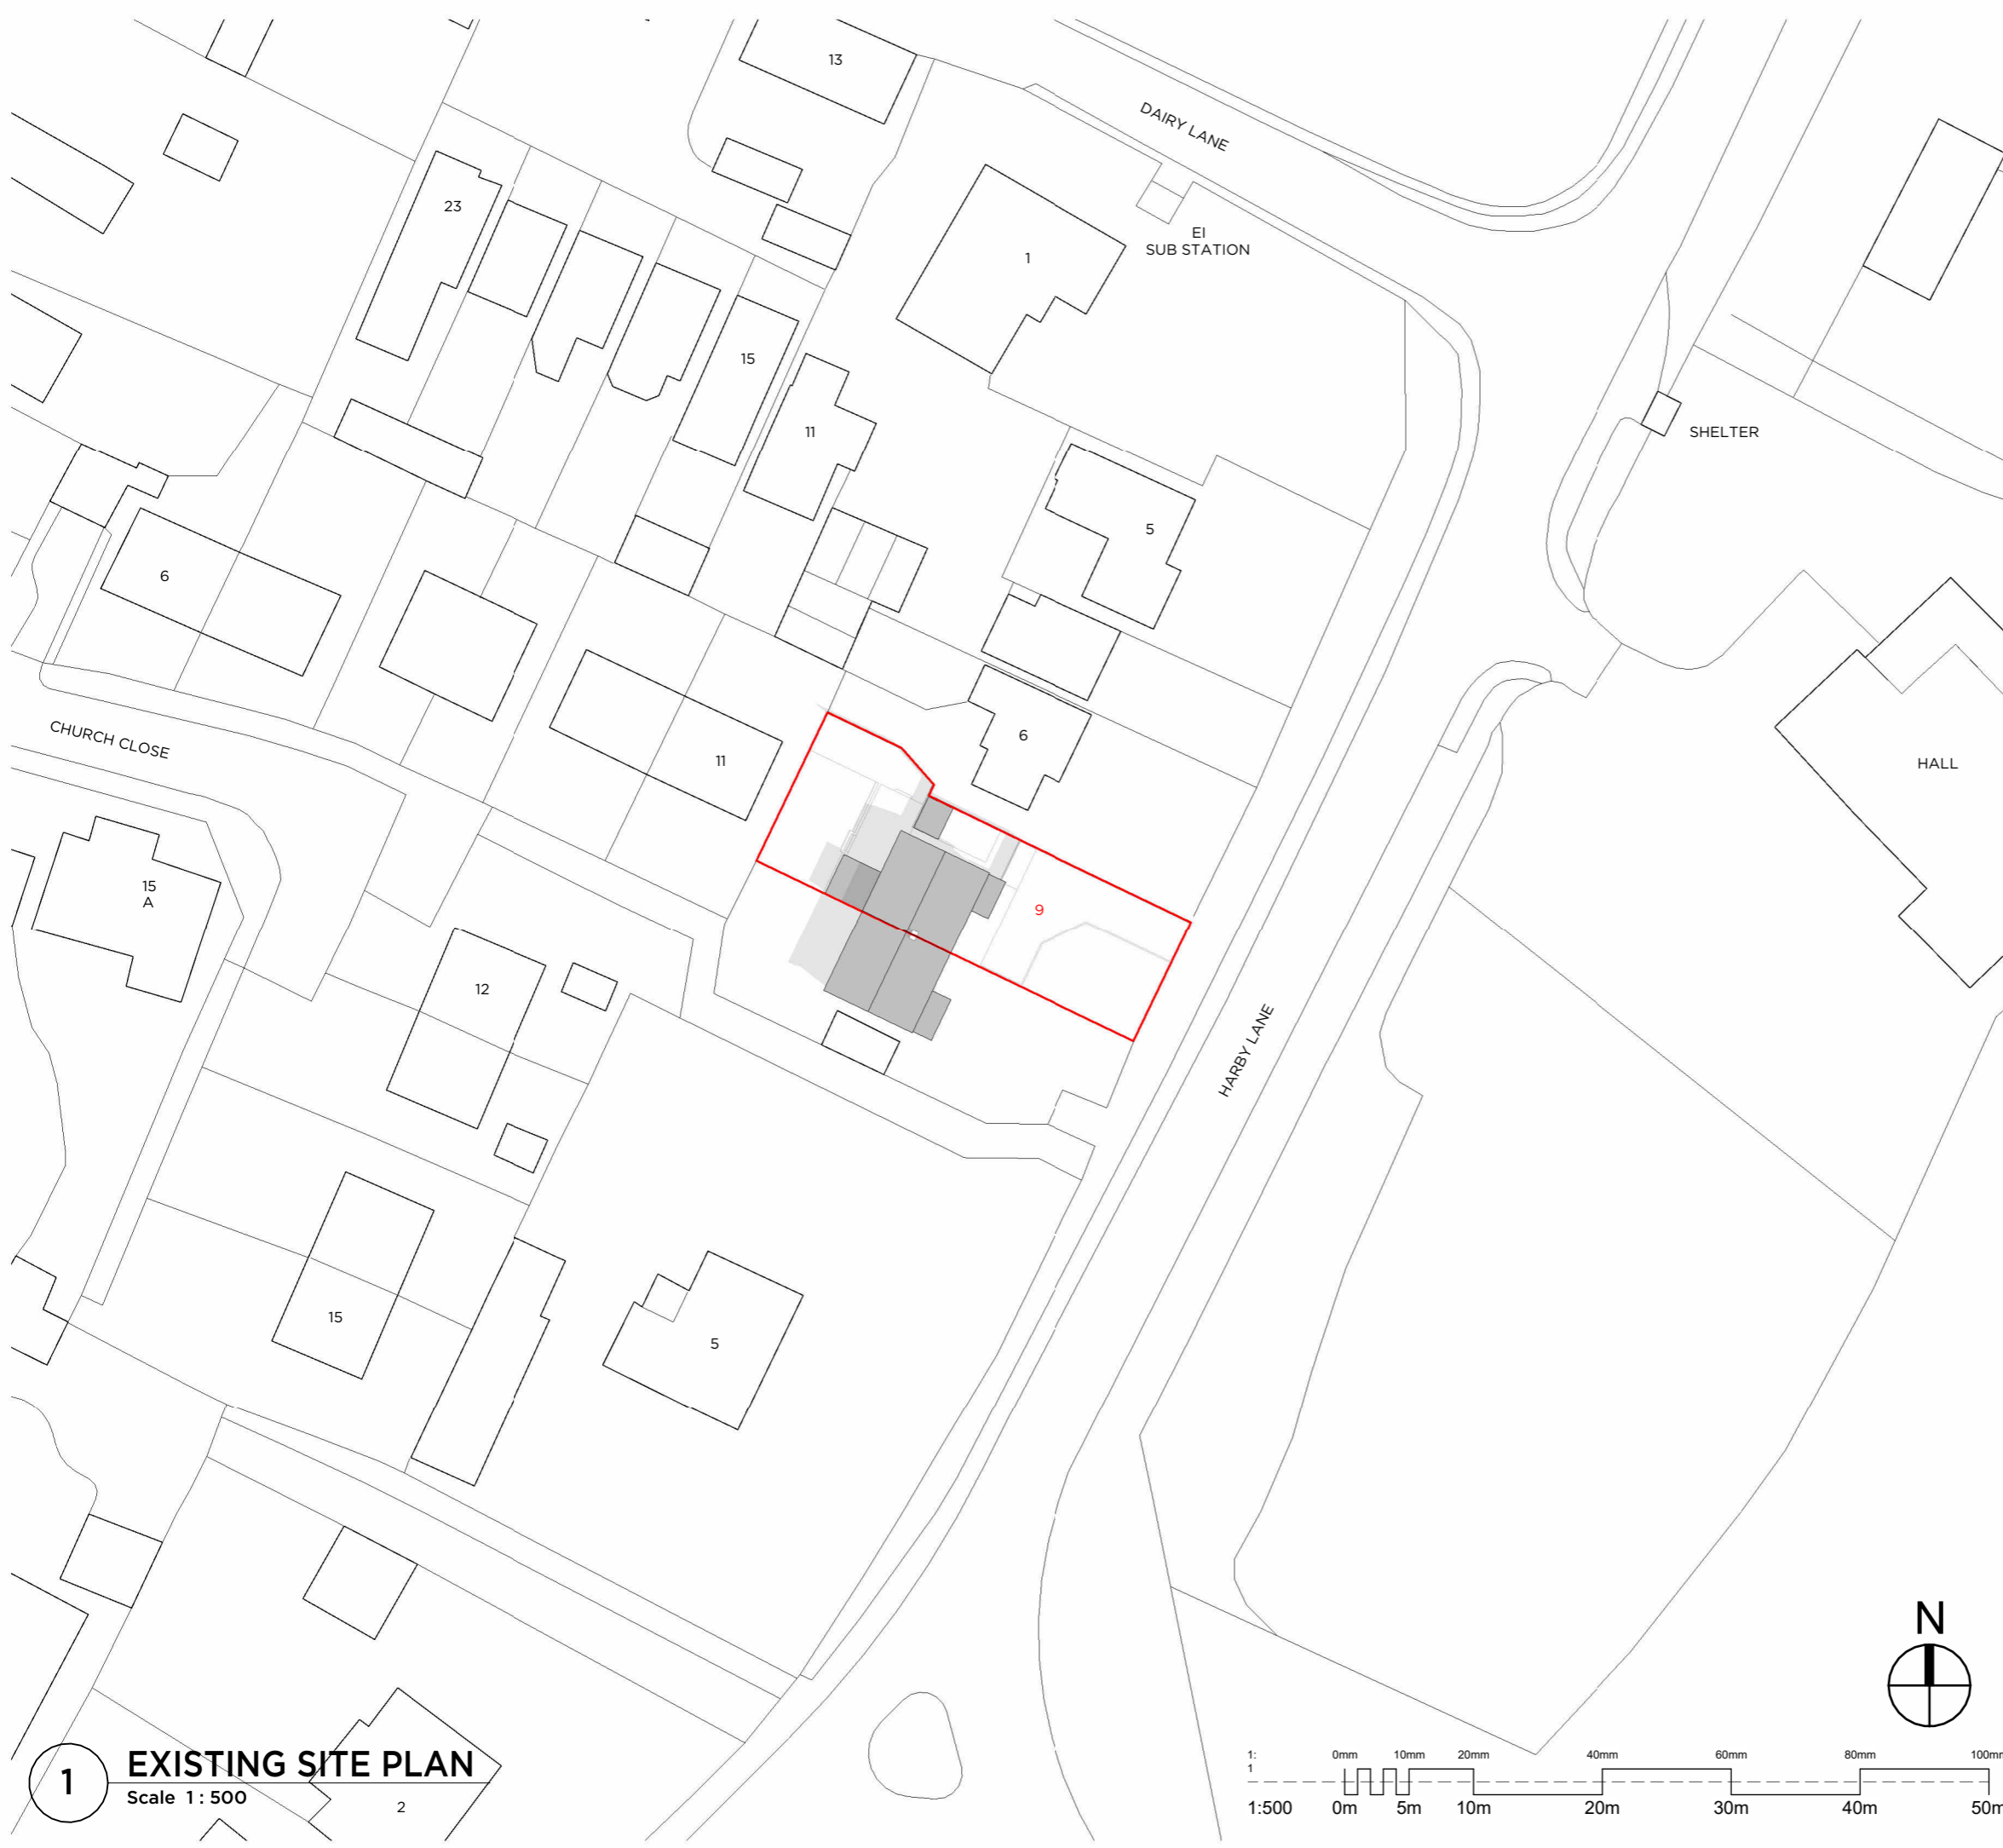 13
DAIRY LANE
23
EI
SUB STATION
1
15
11
SHELTER
5
6
6
CHURCH CLOSE
11
HALL
15
A
9
12
HARBY LANE
15
5
N
1
EXISTING SITE PLAN
Scale 1 : 500
2
1:
1
0mm 10mm 20mm 40mm 60mm 80mm 100mm
1:500 0m 5m 10m 20m 30m 40m 50m